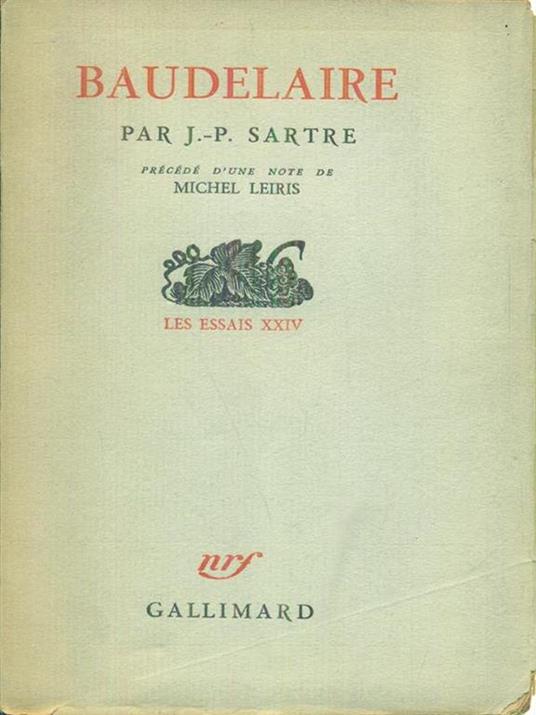 BAUDELAIRE
PAR J.-P. SARTRE
PRÉCÉDÉ D'UNE NOTE DE
MICHEL LEIRIS
LES ESSAIS XXIV
nrf
GALLIMARD